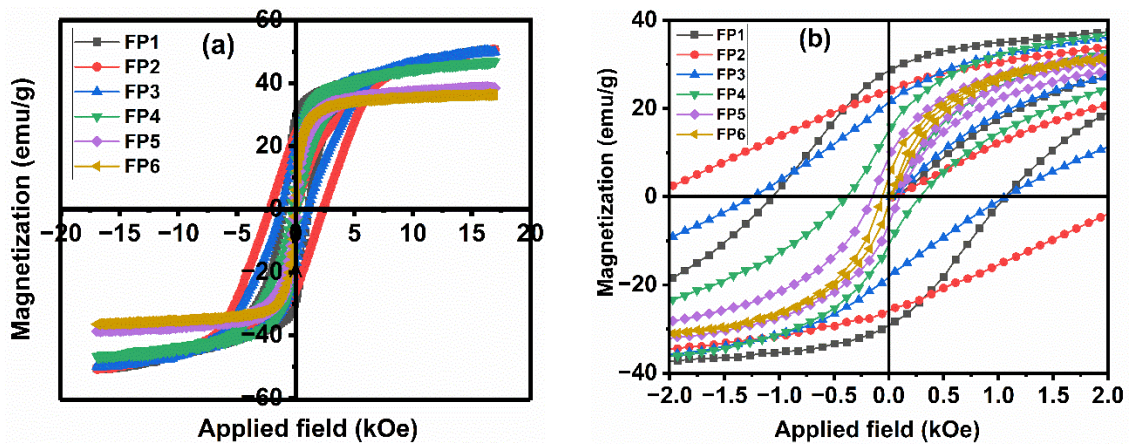 60
(a)
FP1
FP2
FP3
FP4
FP5
FP6
40
20
0
−20
−40
−60
−20 −15 −10 −5 0 5 10 15 20
Magnetization (emu/g)
Applied field (kOe)
40
(b)
FP1
FP2
FP3
FP4
FP5
FP6
20
0
−20
−40
−2.0 −1.5 −1.0 −0.5 0.0 0.5 1.0 1.5 2.0
Magnetization (emu/g)
Applied field (kOe)